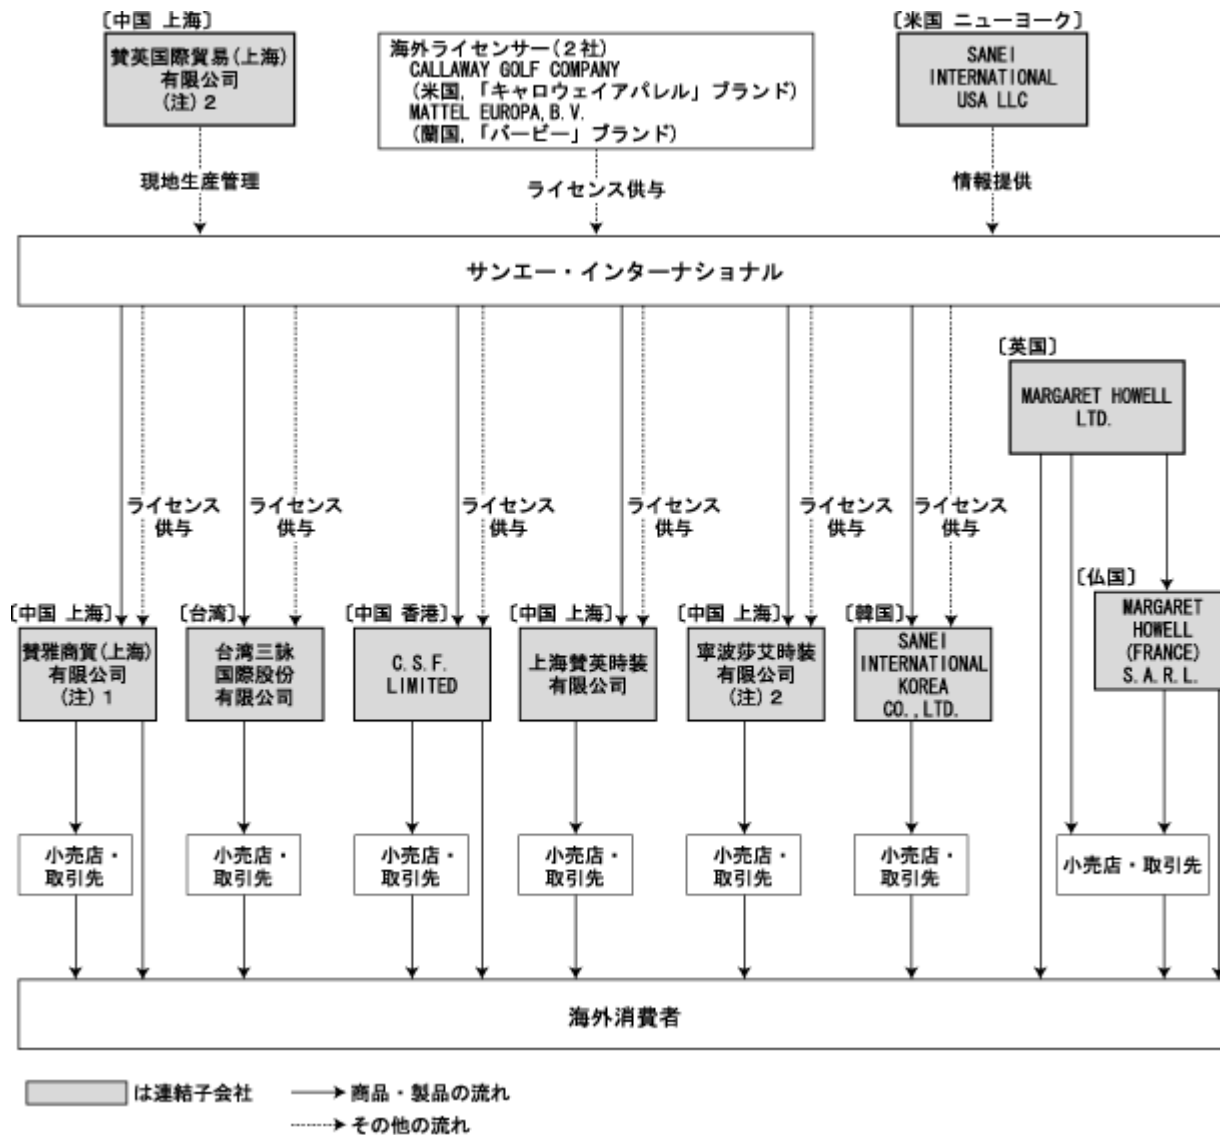 〔中国 上海〕
賛英国際貿易(上海)
有限公司
(注)2
海外ライセンサー(2社)
CALLAWAY GOLF COMPANY
(米国,「キャロウェイアパレル」ブランド)
MATTEL EUROPA,B.V.
(蘭国,「バービー」ブランド)
〔米国 ニューヨーク〕
SANEI
INTERNATIONAL
USA LLC
現地生産管理
ライセンス供与
情報提供
サンエー・インターナショナル
〔英国〕
MARGARET HOWELL
LTD.
ライセンス
供与
ライセンス
供与
ライセンス
供与
ライセンス
供与
ライセンス
供与
ライセンス
供与
〔中国 上海〕
賛雅商貿(上海)
有限公司
(注)1
〔台湾〕
台湾三詠
国際股份
有限公司
〔中国 香港〕
C.S.F.
LIMITED
〔中国 上海〕
上海賛英時装
有限公司
〔中国 上海〕
寧波莎艾時装
有限公司
(注)2
〔韓国〕
SANEI
INTERNATIONAL
KOREA
CO.,LTD.
〔仏国〕
MARGARET
HOWELL
(FRANCE)
S.A.R.L.
小売店・
取引先
小売店・
取引先
小売店・
取引先
小売店・
取引先
小売店・
取引先
小売店・
取引先
小売店・取引先
海外消費者
は連結子会社
商品・製品の流れ
その他の流れ